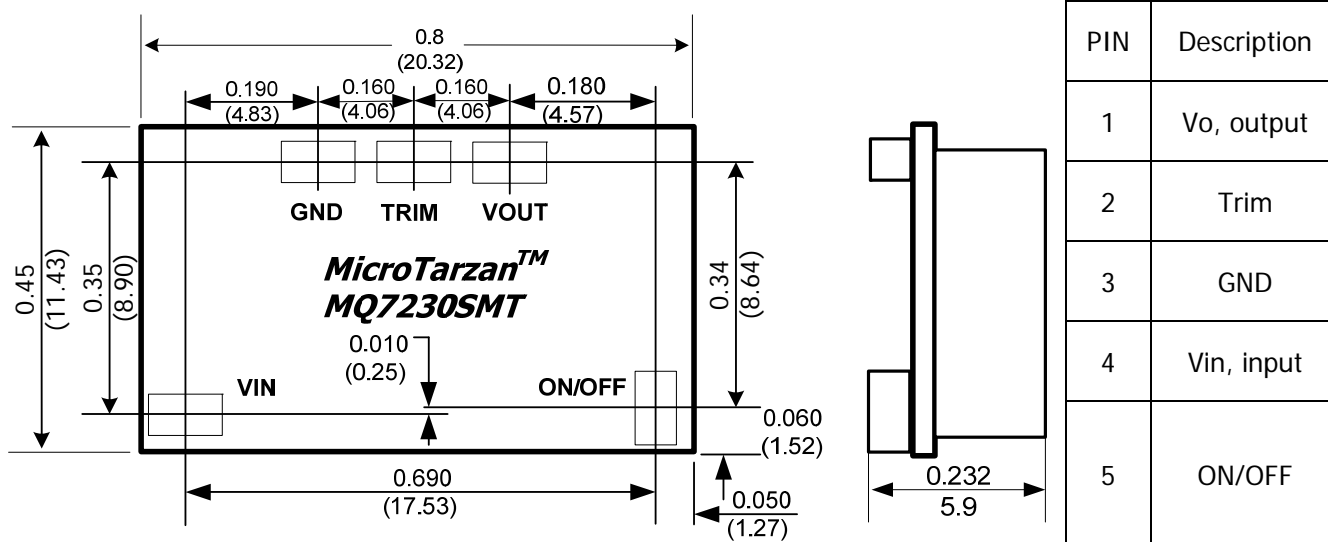 0.8
(20.32)
0.190
(4.83)
0.160
(4.06)
0.160
(4.06)
0.180
(4.57)
GND TRIM VOUT
MicroTarzan™
MQ7230SMT
0.45
(11.43)
0.35
(8.90)
0.34
(8.64)
0.010
(0.25)
VIN
ON/OFF
0.060
(1.52)
0.690
(17.53)
0.050
(1.27)
0.232
5.9
PIN Description
1 Vo, output
2 Trim
3 GND
4 Vin, input
5 ON/OFF